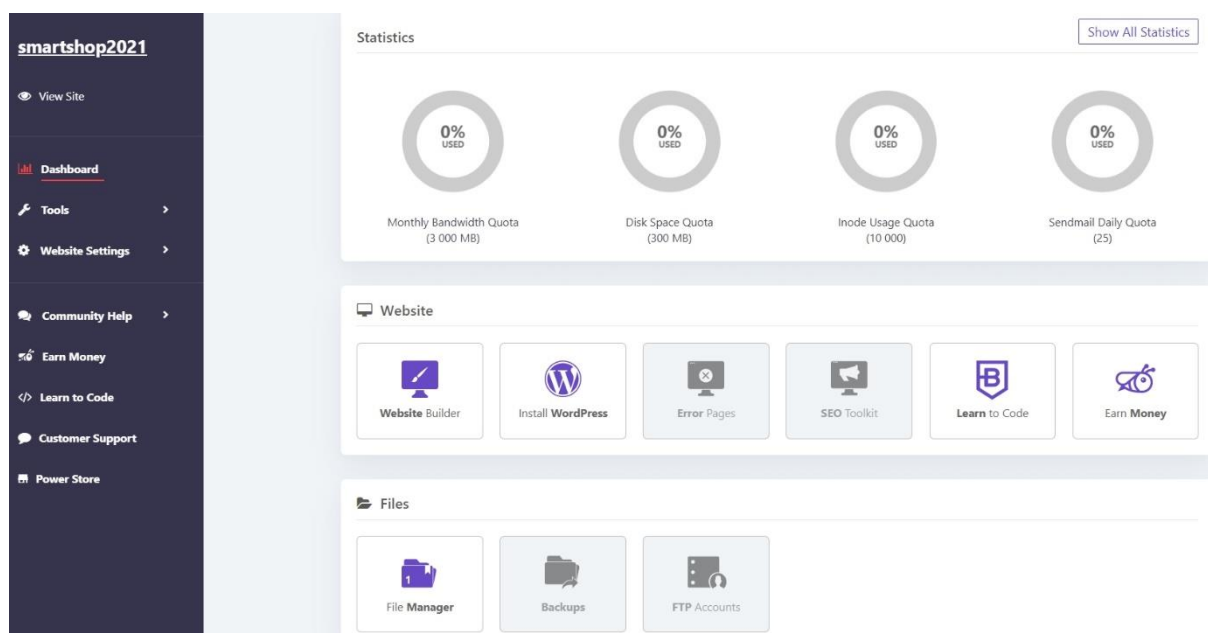 smartshop2021
View Site
Dashboard
Tools
Website Settings
Community Help
Earn Money
Learn to Code
Customer Support
Power Store
Statistics
Show All Statistics
0%
USED
Monthly Bandwidth Quota
(3 000 MB)
0%
USED
Disk Space Quota
(300 MB)
0%
USED
Inode Usage Quota
(10 000)
0%
USED
Sendmail Daily Quota
(25)
Website
Website Builder
Install WordPress
Error Pages
SEO Toolkit
Learn to Code
Earn Money
Files
1
File Manager
Backups
FTP Accounts